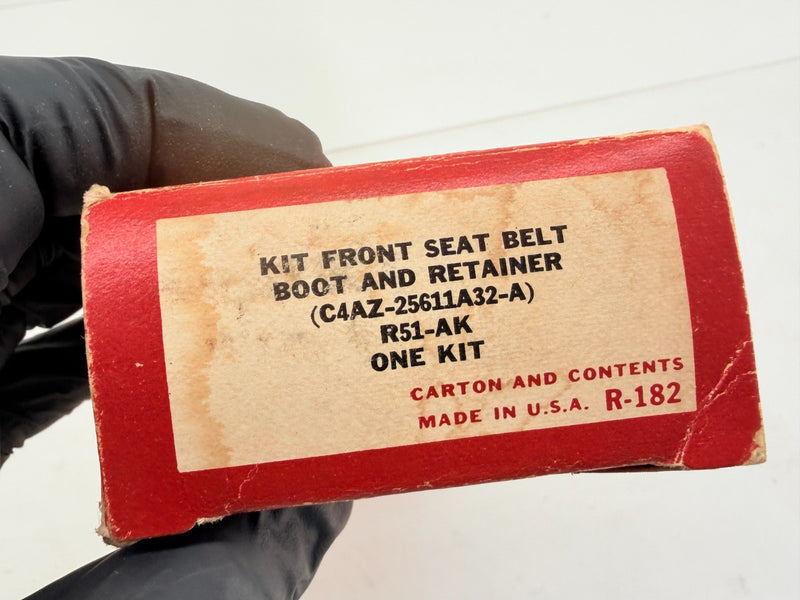 KIT FRONT SEAT BELT
BOOT AND RETAINER
(C4AZ-25611A32-A)
R51-AK
ONE KIT
CARTON AND CONTENTS
MADE IN U.S.A. R-182